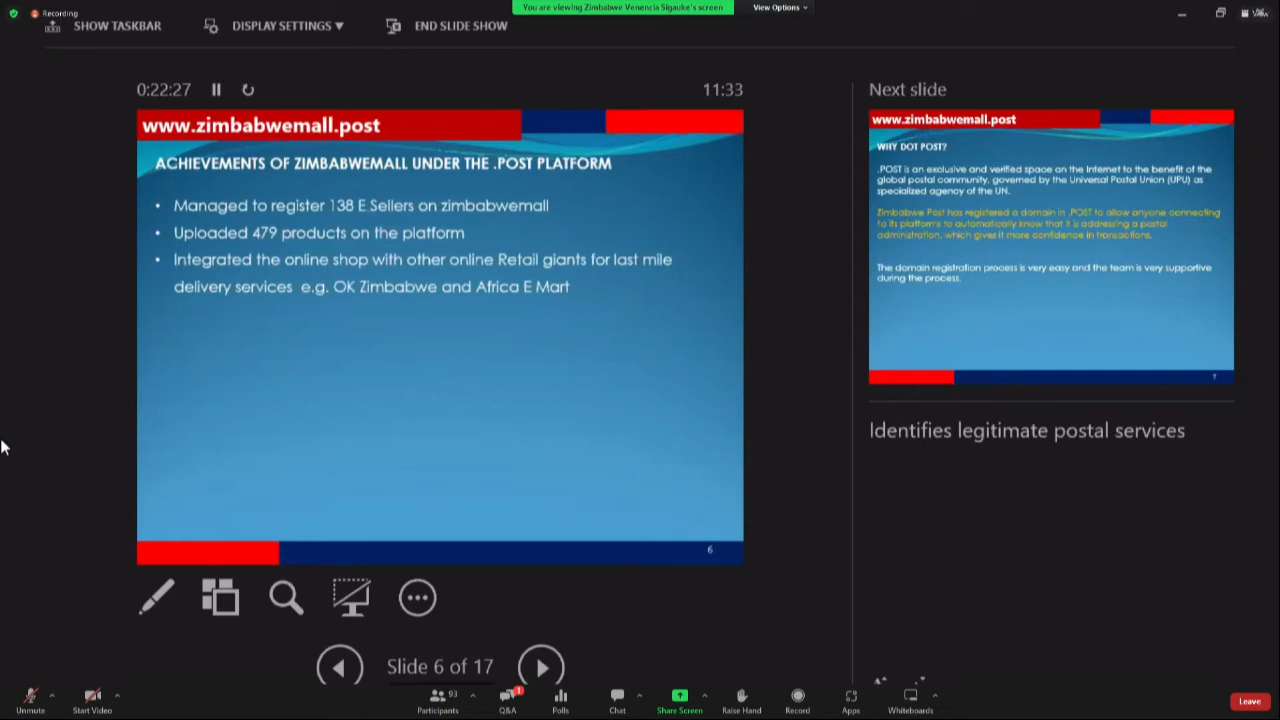 Recording
You are viewing Zimbabwe Venencia Sigauke's screen
View Options
View
SHOW TASKBAR
DISPLAY SETTINGS
END SLIDE SHOW
0:22:27
11:33
www.zimbabwemall.post
ACHIEVEMENTS OF ZIMBABWEMALL UNDER THE .POST PLATFORM
• Managed to register 138 E Sellers on zimbabwemall
• Uploaded 479 products on the platform
• Integrated the online shop with other online Retail giants for last mile
delivery services e.g. OK Zimbabwe and Africa E Mart
6
Slide 6 of 17
Next slide
www.zimbabwemall.post
WHY DOT POST?
.POST is an exclusive and verified space on the Internet to the benefit of the
global postal community, governed by the Universal Postal Union (UPU) as
specialized agency of the UN.
Zimbabwe Post has registered a domain in .POST to allow anyone connecting
to its platforms to automatically know that it is addressing a postal
administration, which gives it more confidence in transactions.
The domain registration process is very easy and the team is very supportive
during the process.
7
Identifies legitimate postal services
Unmute
Start Video
93
Participants
1
Q&A
Polls
Chat
Share Screen
Raise Hand
Record
Apps
Whiteboards
Leave